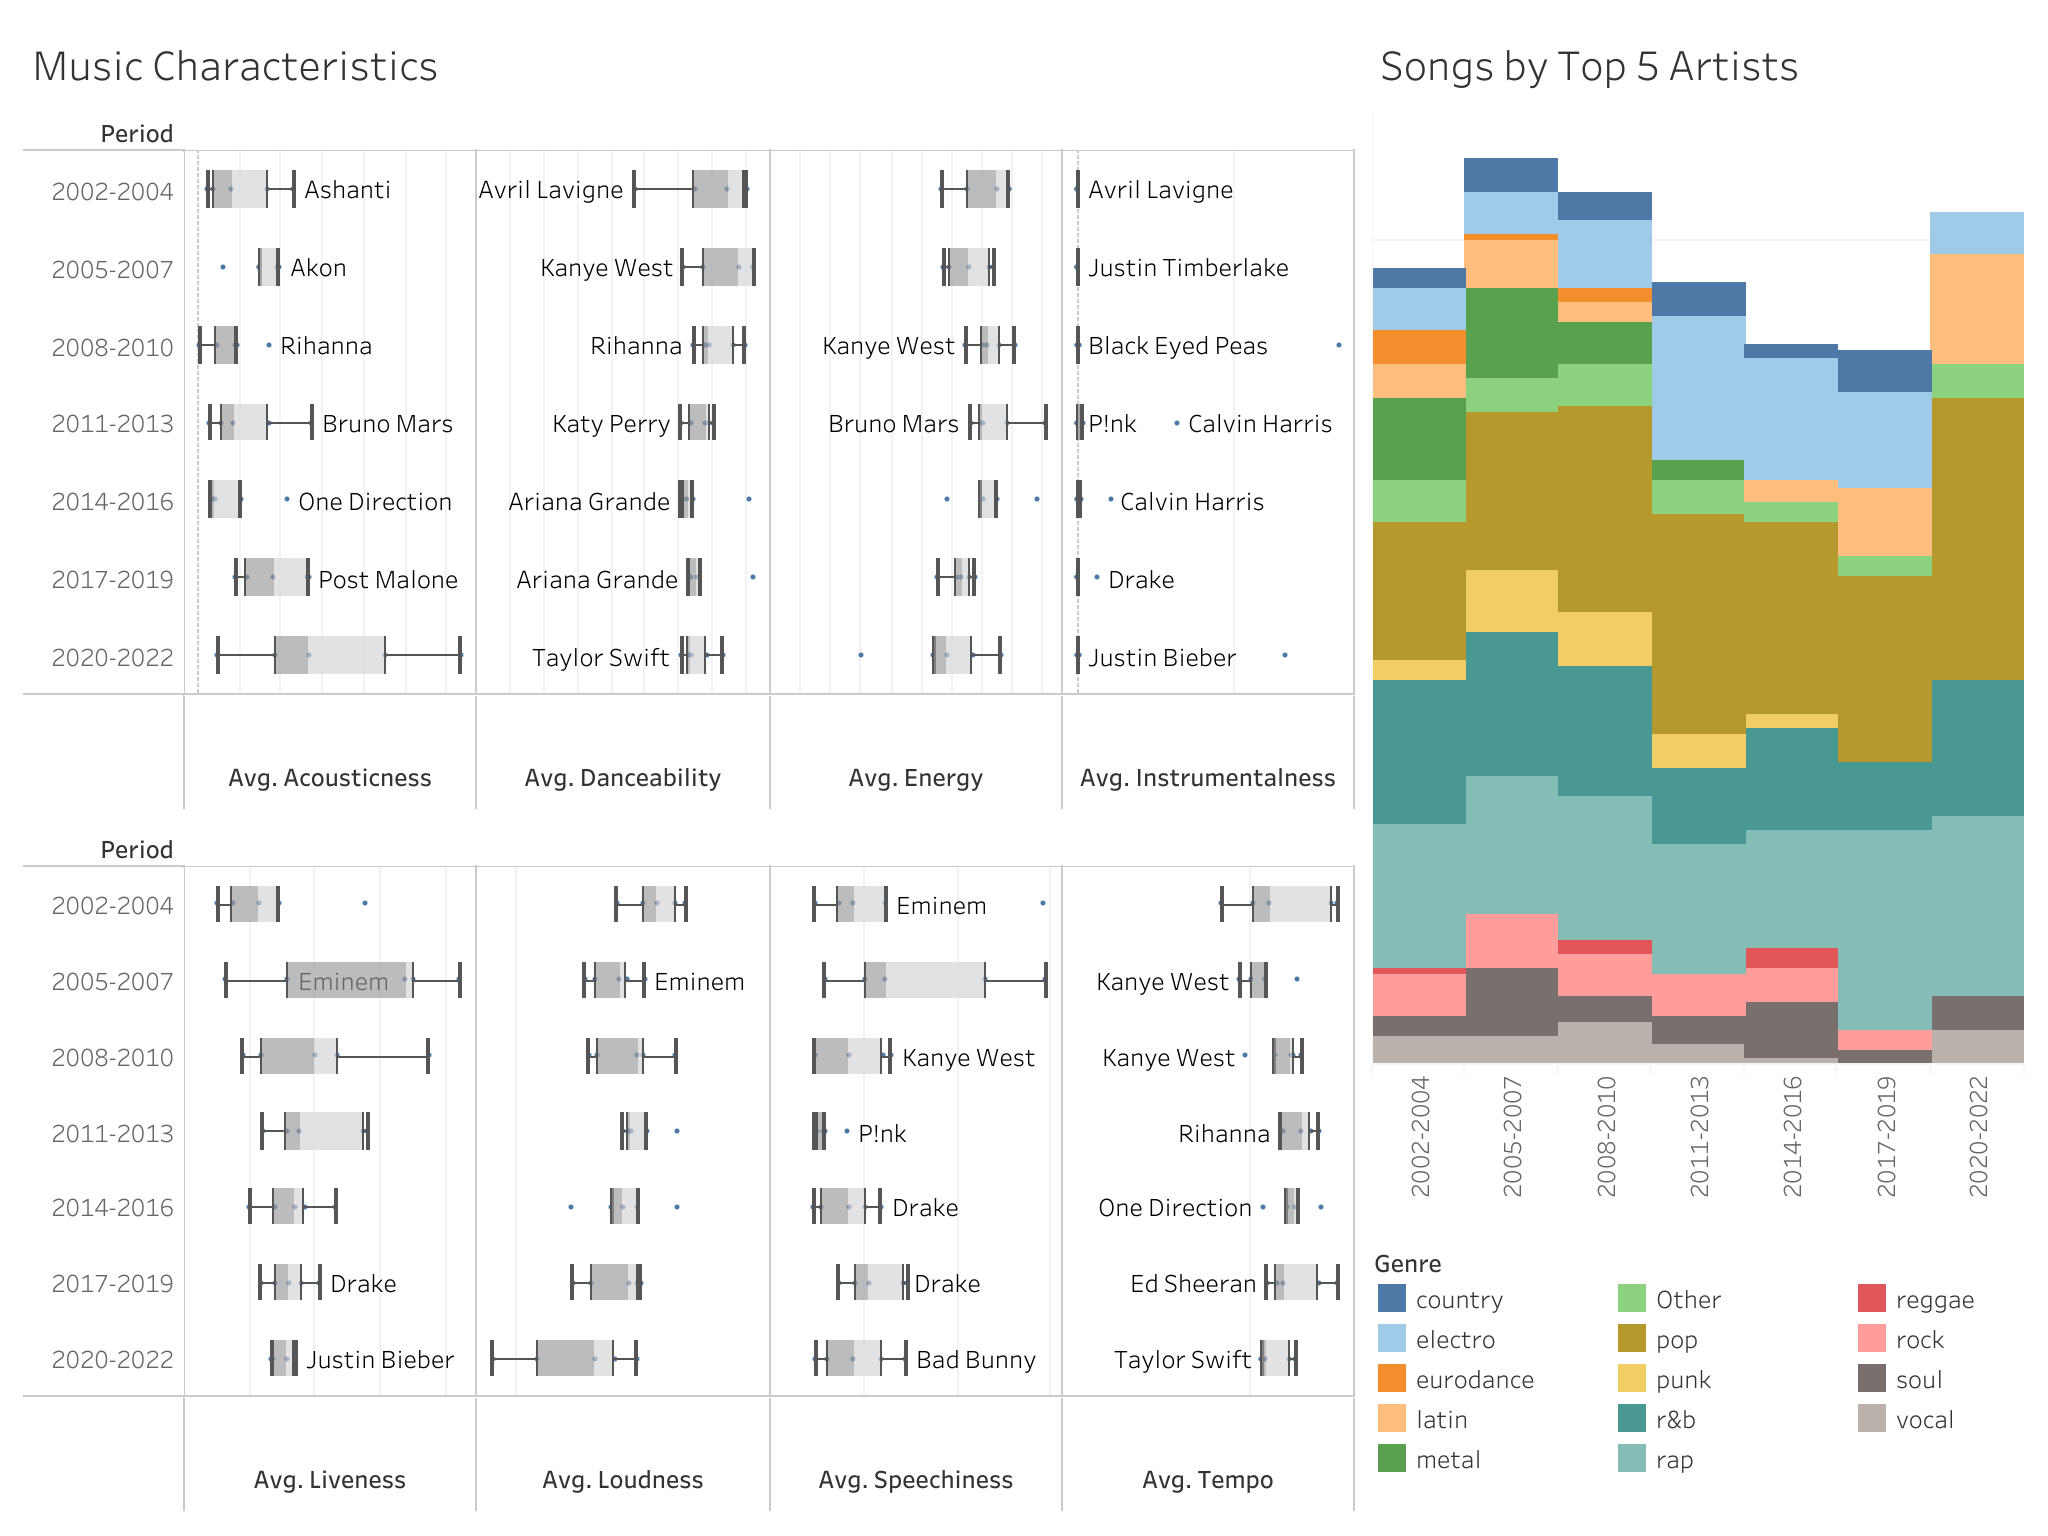 Music Characteristics
Songs by Top 5 Artists
Period
2002-2004 Ashanti Avril Lavigne Avril Lavigne
2005-2007 Akon Kanye West Justin Timberlake
2008-2010 Rihanna Rihanna Kanye West Black Eyed Peas
2011-2013 Bruno Mars Katy Perry Bruno Mars P!nk Calvin Harris
2014-2016 One Direction Ariana Grande Calvin Harris
2017-2019 Post Malone Ariana Grande Drake
2020-2022 Taylor Swift Justin Bieber
Avg. Acousticness Avg. Danceability Avg. Energy Avg. Instrumentalness
Period
2002-2004 Eminem
2005-2007 Eminem Eminem Kanye West
2008-2010 Kanye West Kanye West
2011-2013 P!nk Rihanna
2014-2016 Drake One Direction
2017-2019 Drake Drake Ed Sheeran
2020-2022 Justin Bieber Bad Bunny Taylor Swift
Avg. Liveness Avg. Loudness Avg. Speechiness Avg. Tempo
2002-2004
2005-2007
2008-2010
2011-2013
2014-2016
2017-2019
2020-2022
Genre
country
electro
eurodance
latin
metal
Other
pop
punk
r&b
rap
reggae
rock
soul
vocal